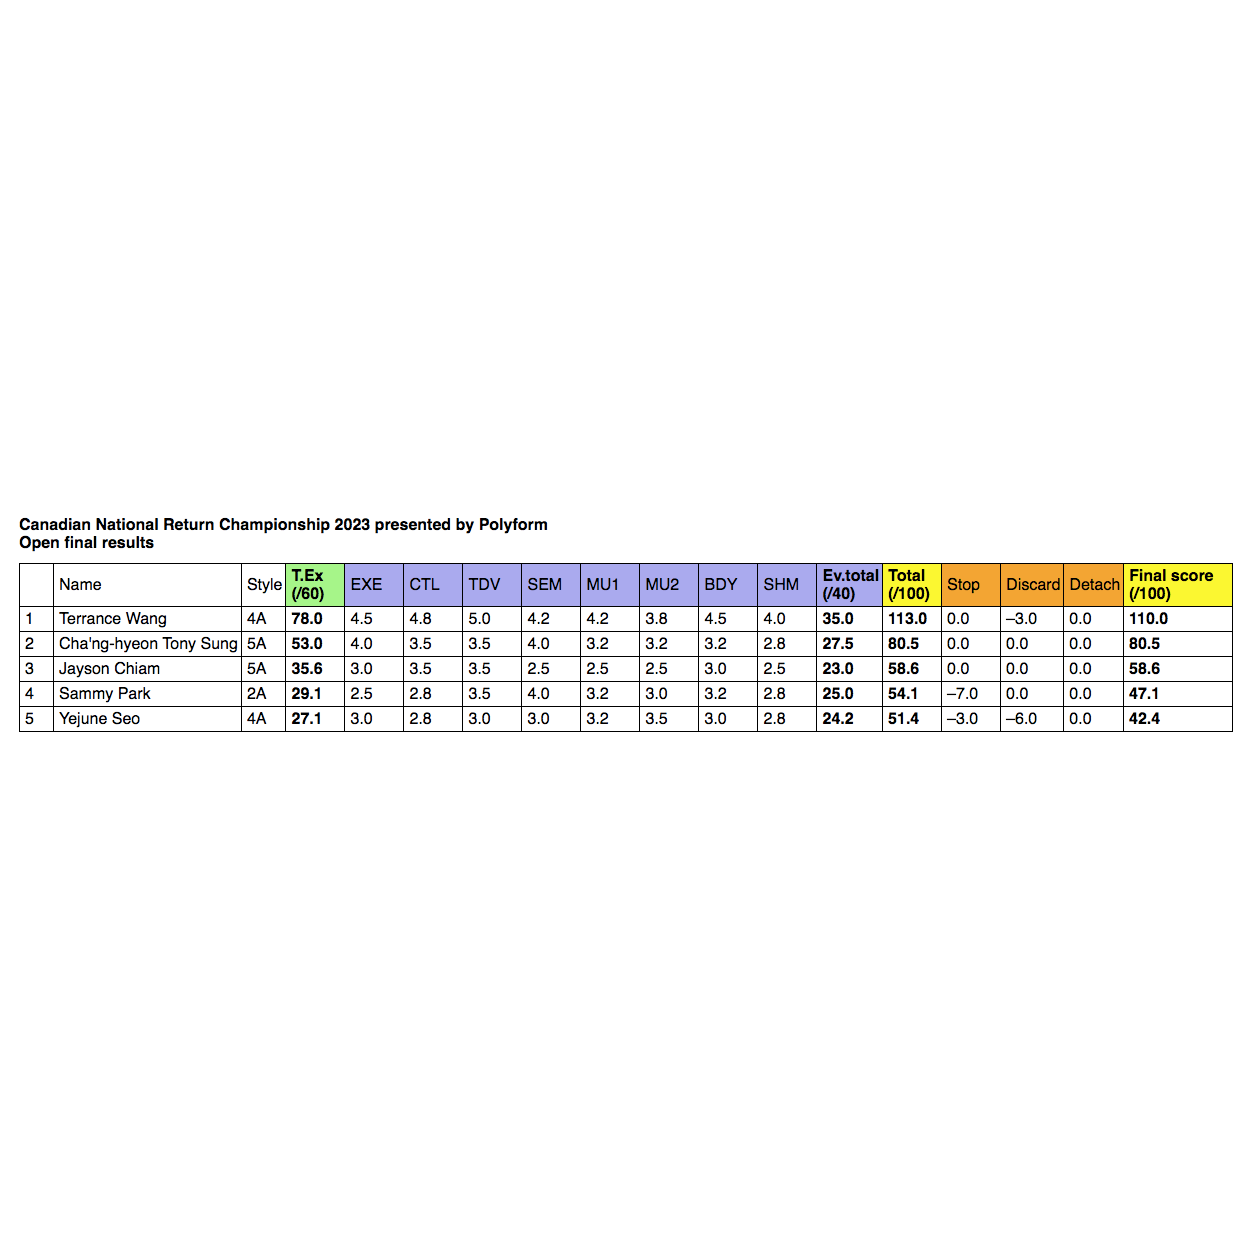 Canadian National Return Championship 2023 presented by Polyform
Open final results
Name Style T.Ex (/60) EXE CTL TDV SEM MU1 MU2 BDY SHM Ev.total (/40) Total (/100) Stop Discard Detach Final score (/100)
1 Terrance Wang 4A 78.0 4.5 4.8 5.0 4.2 4.2 3.8 4.5 4.0 35.0 113.0 0.0 –3.0 0.0 110.0
2 Cha'ng-hyeon Tony Sung 5A 53.0 4.0 3.5 3.5 4.0 3.2 3.2 3.2 2.8 27.5 80.5 0.0 0.0 0.0 80.5
3 Jayson Chiam 5A 35.6 3.0 3.5 3.5 2.5 2.5 2.5 3.0 2.5 23.0 58.6 0.0 0.0 0.0 58.6
4 Sammy Park 2A 29.1 2.5 2.8 3.5 4.0 3.2 3.0 3.2 2.8 25.0 54.1 –7.0 0.0 0.0 47.1
5 Yejune Seo 4A 27.1 3.0 2.8 3.0 3.0 3.2 3.5 3.0 2.8 24.2 51.4 –3.0 –6.0 0.0 42.4